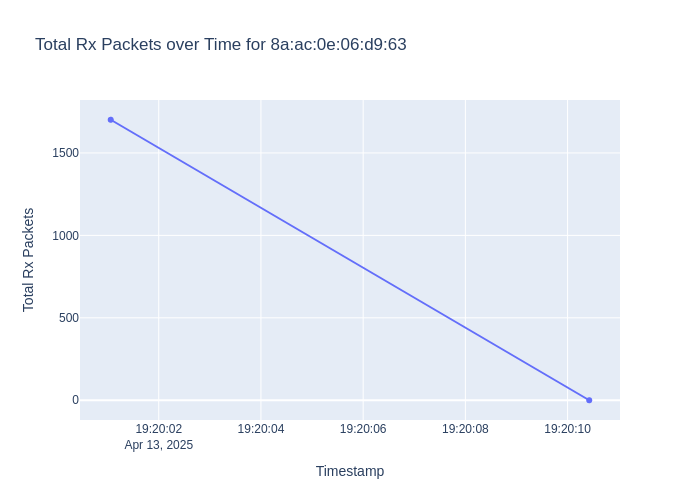 Total Rx Packets over Time for 8a:ac:0e:06:d9:63
Total Rx Packets
1500
1000
500
0
19:20:02
Apr 13, 2025
19:20:04
19:20:06
19:20:08
19:20:10
Timestamp